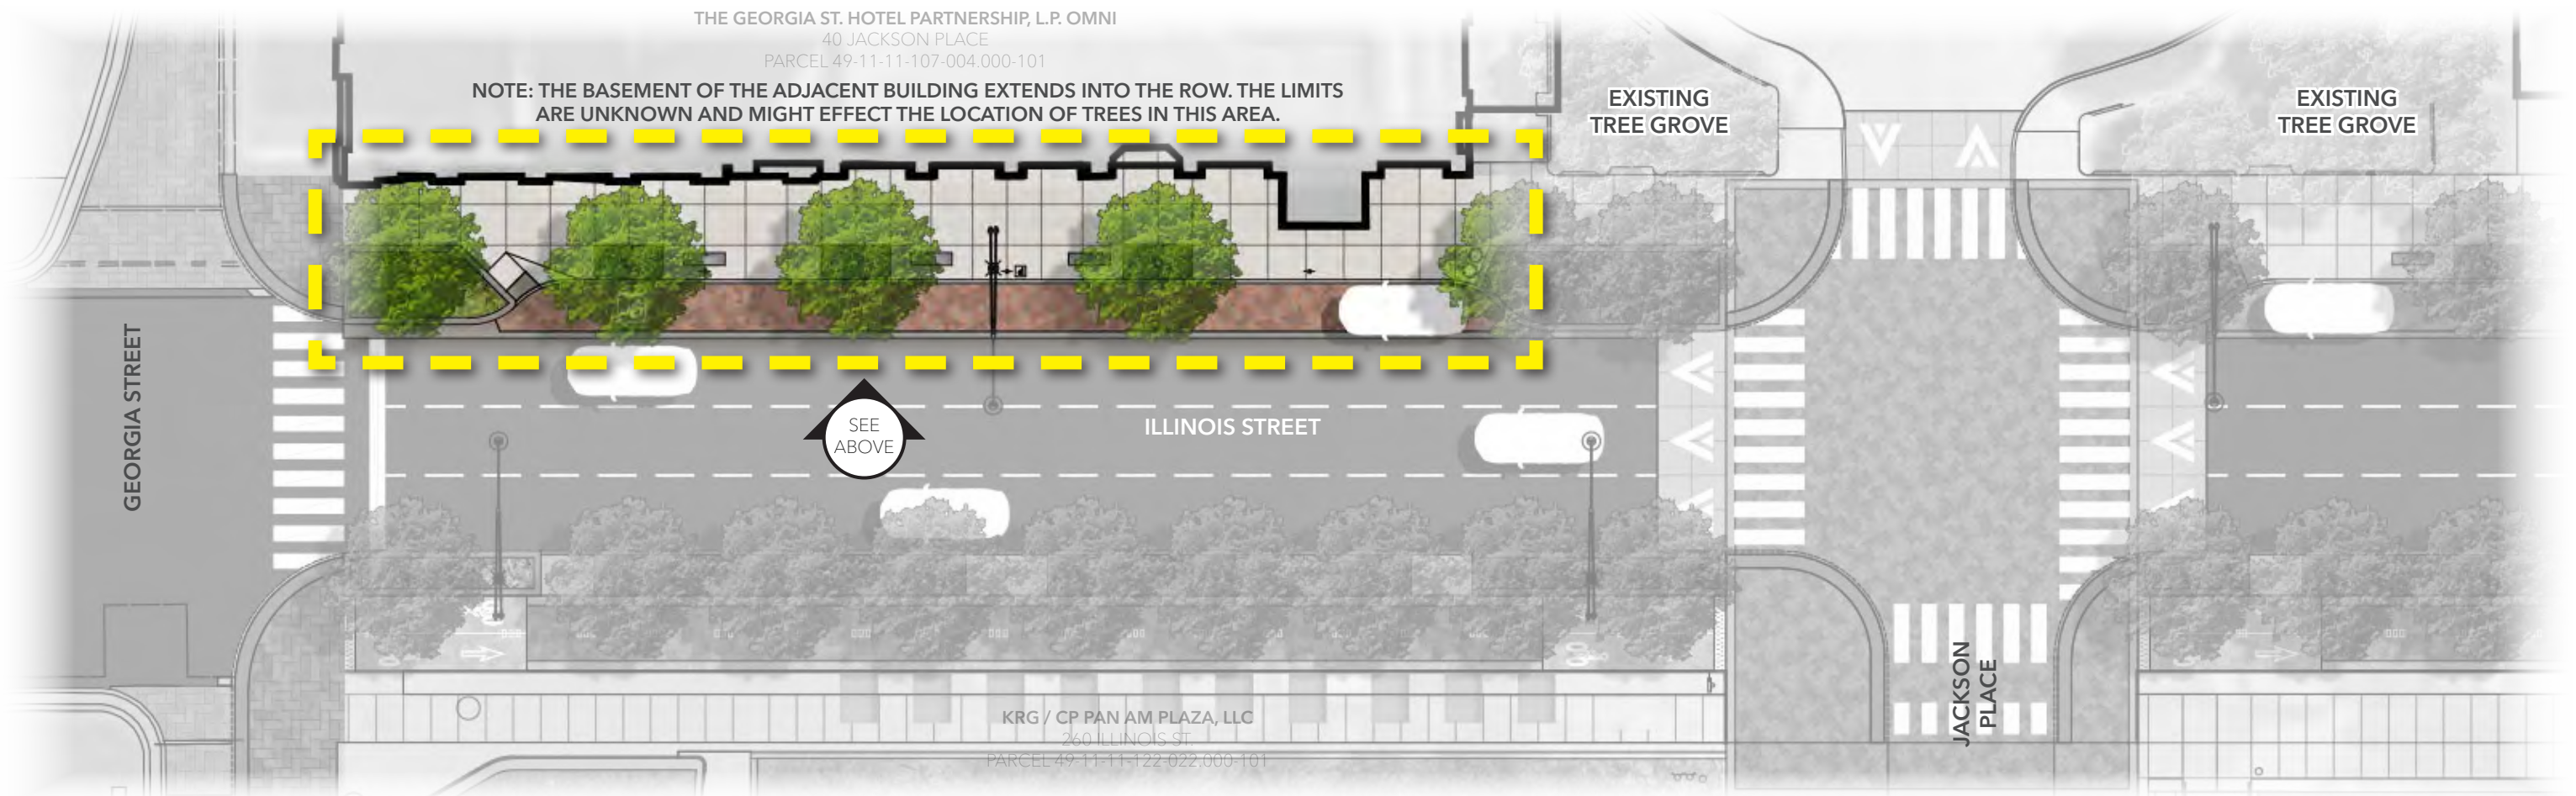 THE GEORGIA ST. HOTEL PARTNERSHIP, L.P. OMNI
40 JACKSON PLACE
PARCEL 49-11-11-107-004.000-101
NOTE: THE BASEMENT OF THE ADJACENT BUILDING EXTENDS INTO THE ROW. THE LIMITS
ARE UNKNOWN AND MIGHT EFFECT THE LOCATION OF TREES IN THIS AREA.
EXISTING
TREE GROVE
EXISTING
TREE GROVE
GEORGIA STREET
SEE
ABOVE
ILLINOIS STREET
JACKSON
PLACE
KRG / CP PAN AM PLAZA, LLC
260 ILLINOIS ST.
PARCEL 49-11-11-122-022.000-101